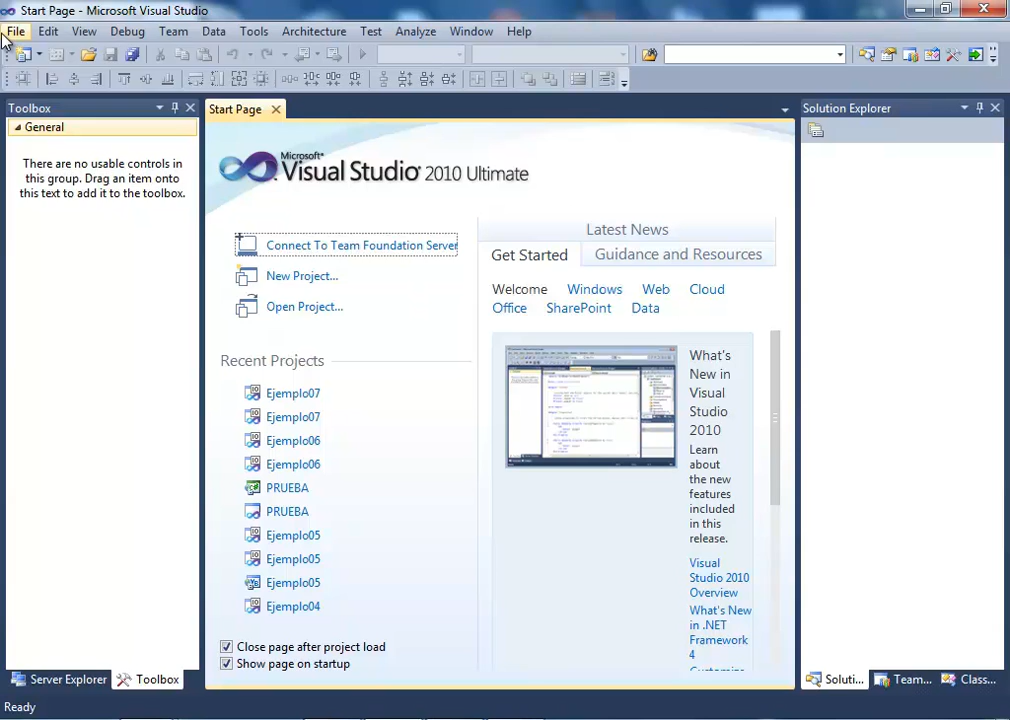 Start Page - Microsoft Visual Studio
File Edit View Debug Team Data Tools Architecture Test Analyze Window Help
Toolbox
Start Page
Solution Explorer
General
There are no usable controls in
this group. Drag an item onto
this text to add it to the toolbox.
Microsoft®
Visual Studio® 2010 Ultimate
Connect To Team Foundation Server
New Project...
Open Project...
Recent Projects
Ejemplo07
Ejemplo07
Ejemplo06
Ejemplo06
PRUEBA
PRUEBA
Ejemplo05
Ejemplo05
Ejemplo05
Ejemplo04
Close page after project load
Show page on startup
Latest News
Get Started
Guidance and Resources
Welcome Windows Web Cloud
Office SharePoint Data
What's
New in
Visual
Studio
2010
Learn
about
the new
features
included
in this
release.
Visual
Studio 2010
Overview
What's New
in .NET
Framework
4
Server Explorer
Toolbox
Soluti...
Team...
Class...
Ready